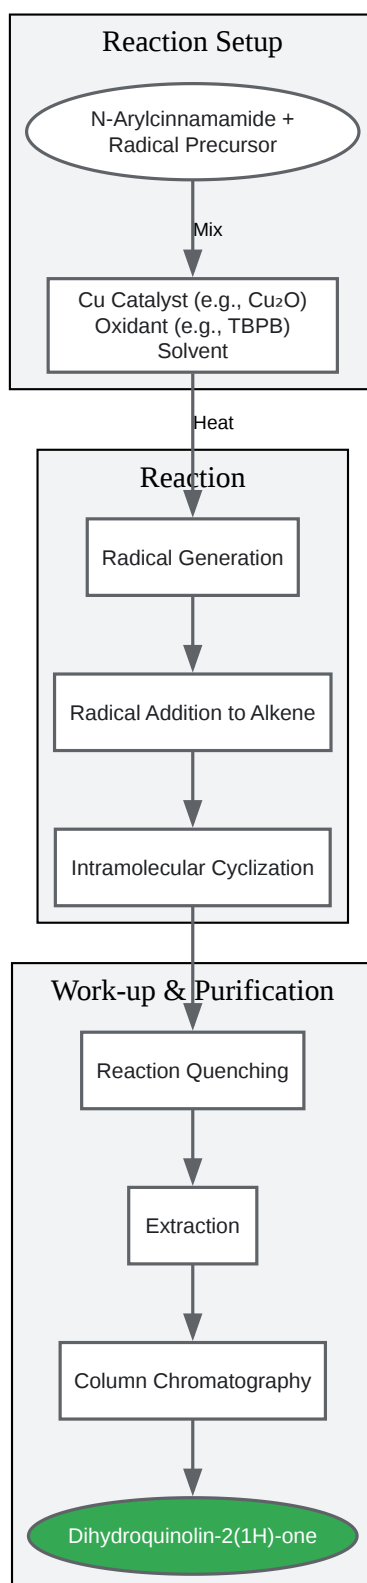 Reaction Setup
N-Arylcinnamamide +
Radical Precursor
Mix
Cu Catalyst (e.g., Cu₂O)
Oxidant (e.g., TBPB)
Solvent
Heat
Reaction
Radical Generation
Radical Addition to Alkene
Intramolecular Cyclization
Work-up & Purification
Reaction Quenching
Extraction
Column Chromatography
Dihydroquinolin-2(1H)-one